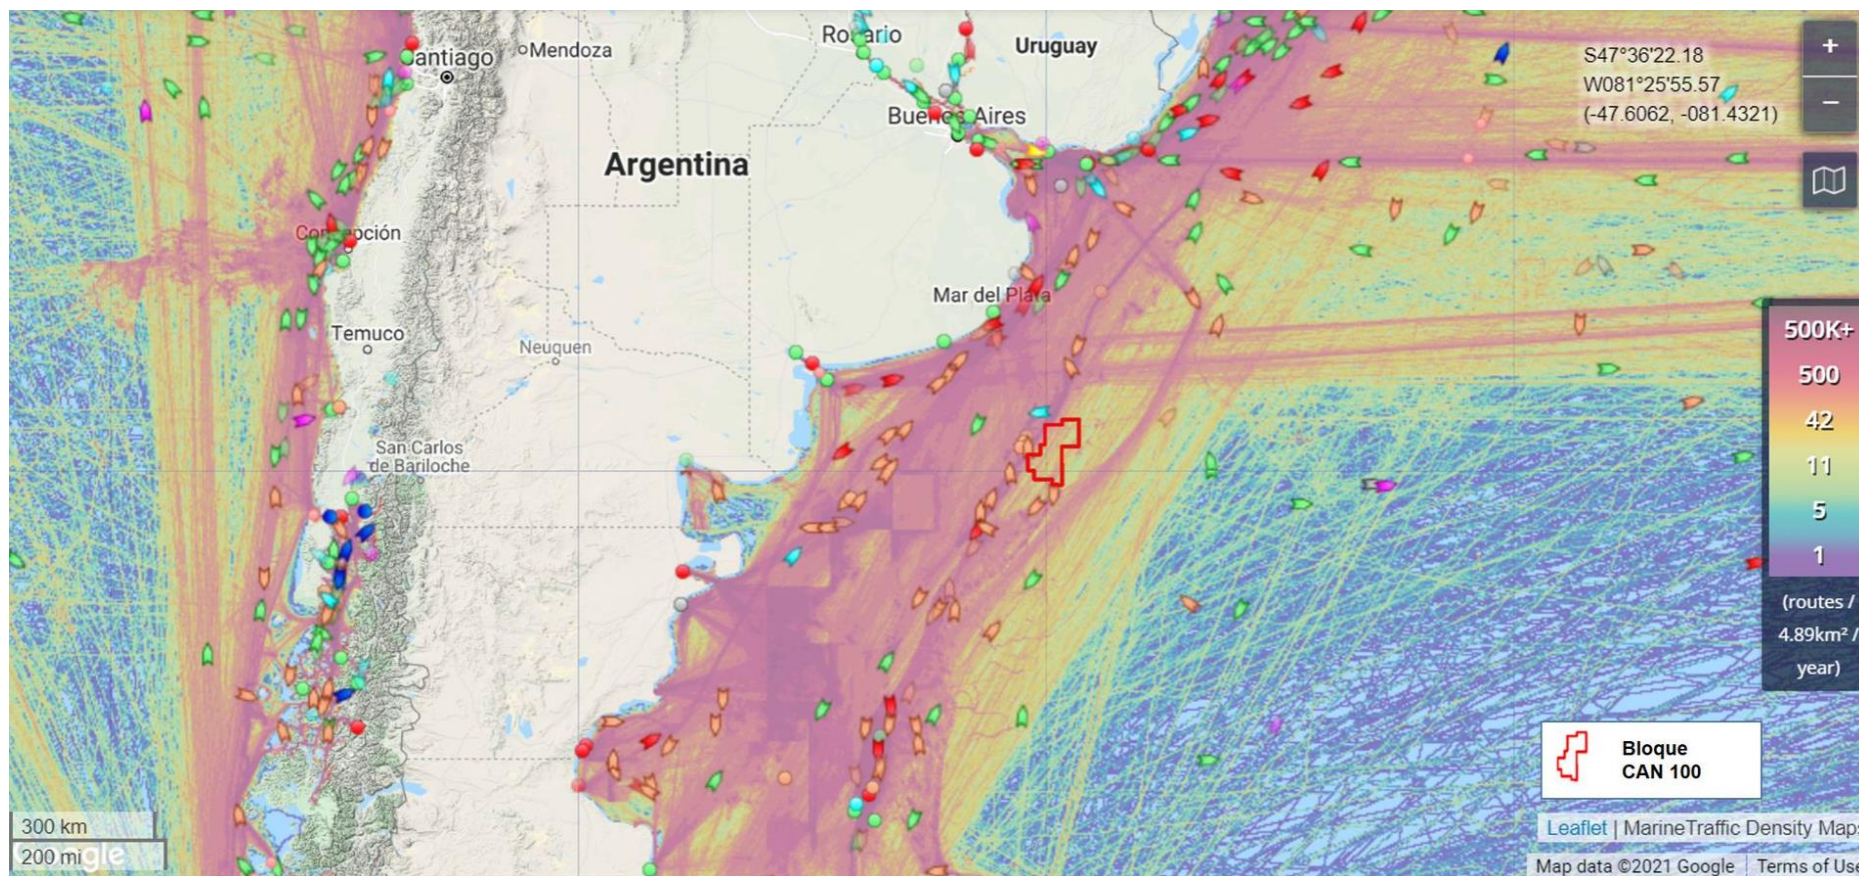 Santiago
Mendoza
Rosario
Uruguay
Buenos Aires
Argentina
Concepción
Mar del Plata
Temuco
Neuquen
San Carlos
de Bariloche
S47°36'22.18
W081°25'55.57
(-47.6062, -081.4321)
+
−
500K+
500
42
11
5
1
(routes /
4.89km² /
year)
Bloque
CAN 100
300 km
200 mi
Leaflet | MarineTraffic Density Maps
Map data ©2021 Google
Terms of Use